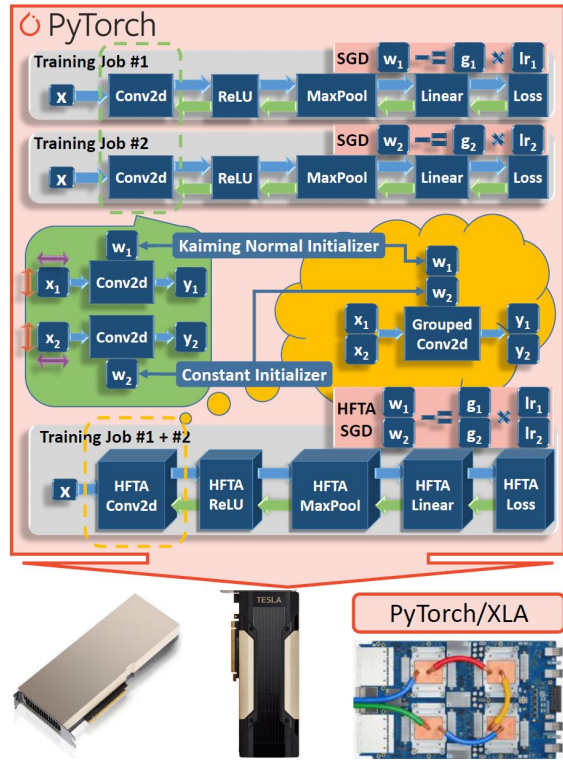 PyTorch
Training Job #1
SGD w₁ −= g₁ × lr₁
x Conv2d ReLU MaxPool Linear Loss
Training Job #2
SGD w₂ −= g₂ × lr₂
x Conv2d ReLU MaxPool Linear Loss
w₁
Kaiming Normal Initializer
x₁ Conv2d y₁
x₂ Conv2d y₂
w₂
Constant Initializer
w₁
w₂
x₁
x₂
Grouped
Conv2d
y₁
y₂
HFTA
SGD
w₁ −= g₁ × lr₁
w₂ g₂ lr₂
Training Job #1 + #2
x
HFTA
Conv2d
HFTA
ReLU
HFTA
MaxPool
HFTA
Linear
HFTA
Loss
TESLA
PyTorch/XLA